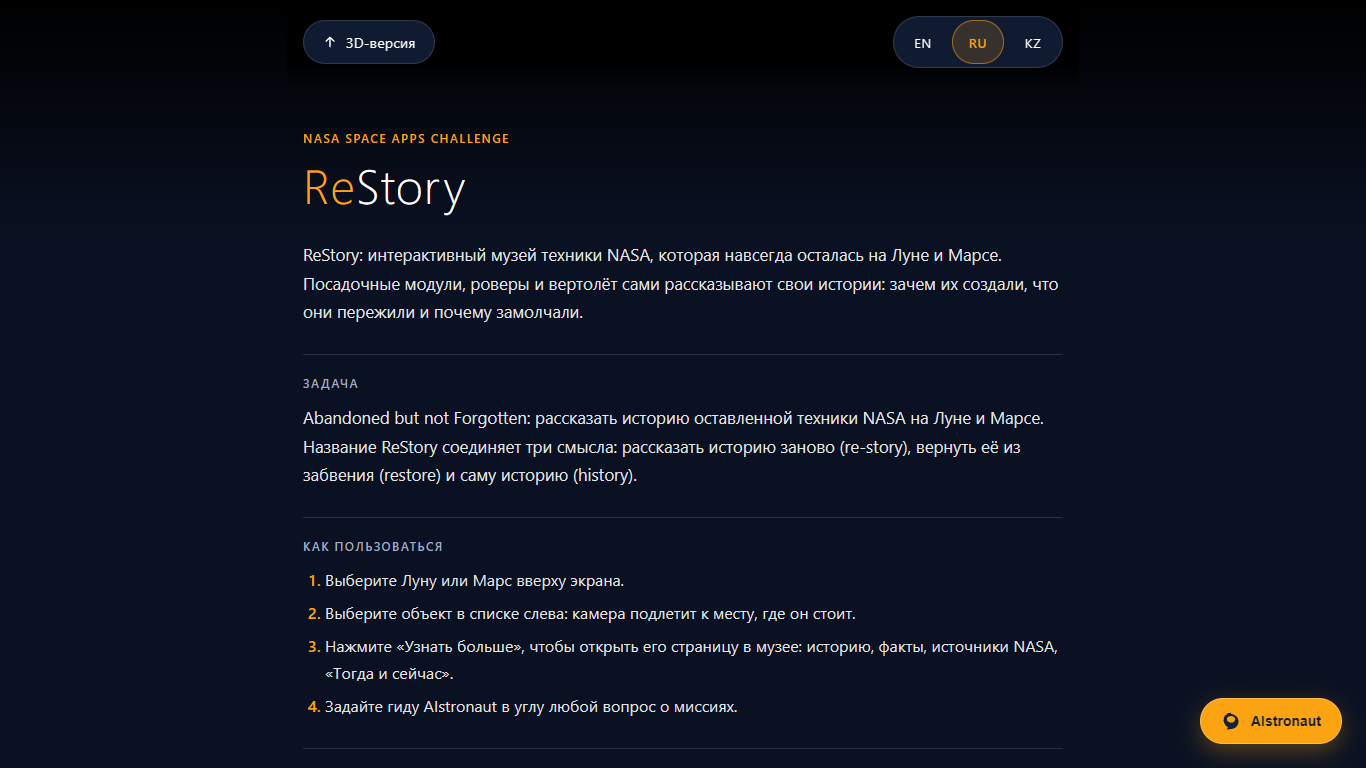 ↑ 3D-версия
EN RU KZ
NASA SPACE APPS CHALLENGE
ReStory
ReStory: интерактивный музей техники NASA, которая навсегда осталась на Луне и Марсе.
Посадочные модули, роверы и вертолёт сами рассказывают свои истории: зачем их создали, что
они пережили и почему замолчали.
ЗАДАЧА
Abandoned but not Forgotten: рассказать историю оставленной техники NASA на Луне и Марсе.
Название ReStory соединяет три смысла: рассказать историю заново (re-story), вернуть её из
забвения (restore) и саму историю (history).
КАК ПОЛЬЗОВАТЬСЯ
1. Выберите Луну или Марс вверху экрана.
2. Выберите объект в списке слева: камера подлетит к месту, где он стоит.
3. Нажмите «Узнать больше», чтобы открыть его страницу в музее: историю, факты, источники NASA,
«Тогда и сейчас».
4. Задайте гиду AIstronaut в углу любой вопрос о миссиях.
AIstronaut